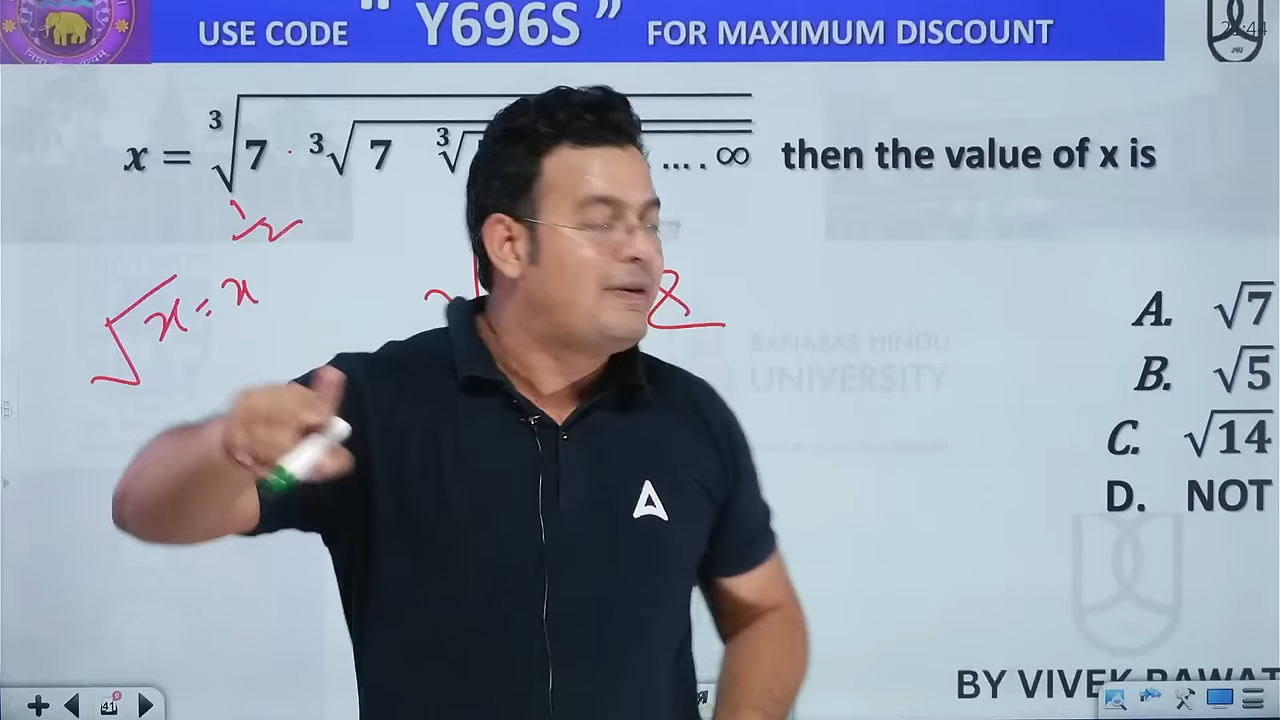 USE CODE " Y696S " FOR MAXIMUM DISCOUNT
x = ∛7 · ∛7 ∛ .... ∞ then the value of x is
√x = x
A. √7
B. √5
C. √14
D. NOT
BANARAS HINDU
UNIVERSITY
BY VIVEK RAWAT
41